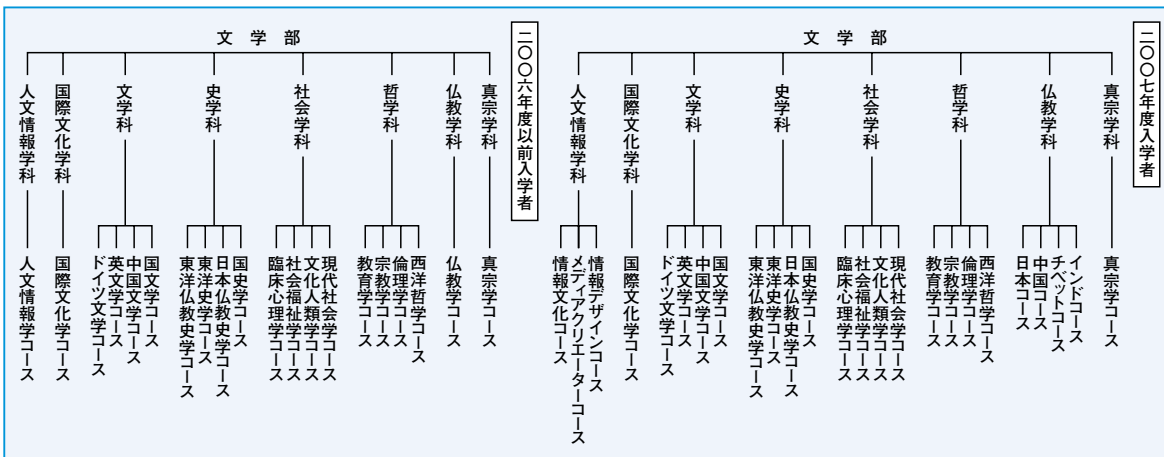 二〇〇七年度入学者
文学部
真宗学科
真宗学コース
仏教学科
インドコース
チベットコース
中国コース
日本コース
哲学科
西洋哲学コース
倫理学コース
宗教学コース
教育学コース
社会学科
現代社会学コース
文化人類学コース
社会福祉学コース
臨床心理学コース
史学科
国史学コース
日本仏教史学コース
東洋史学コース
東洋仏教史学コース
文学科
国文学コース
中国文学コース
英文学コース
ドイツ文学コース
国際文化学科
国際文化学コース
人文情報学科
情報デザインコース
メディアクリエーターコース
情報文化コース
二〇〇六年度以前入学者
文学部
真宗学科
真宗学コース
仏教学科
仏教学コース
哲学科
西洋哲学コース
倫理学コース
宗教学コース
教育学コース
社会学科
現代社会学コース
文化人類学コース
社会福祉学コース
臨床心理学コース
史学科
国史学コース
日本仏教史学コース
東洋史学コース
東洋仏教史学コース
文学科
国文学コース
中国文学コース
英文学コース
ドイツ文学コース
国際文化学科
国際文化学コース
人文情報学科
人文情報学コース